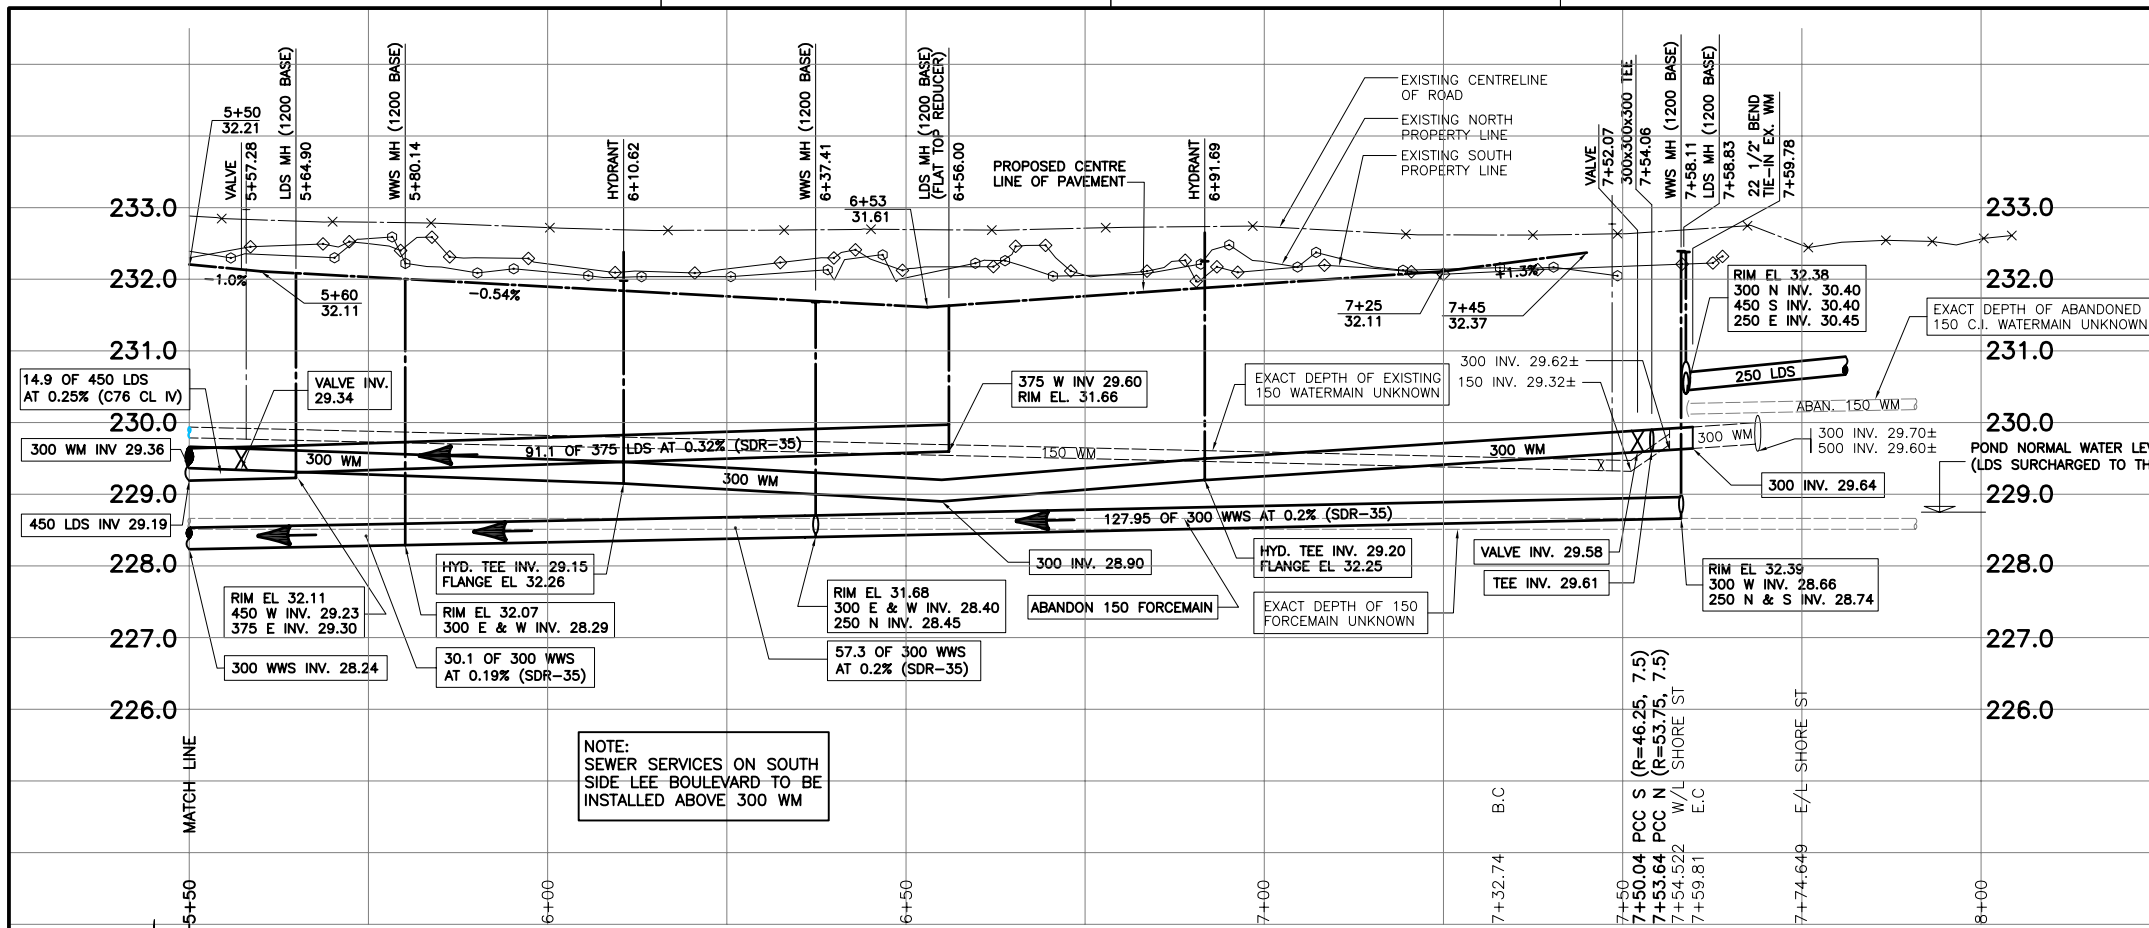 VALVE
5+57.28
LDS MH (1200 BASE)
5+64.90
WWS MH (1200 BASE)
5+80.14
HYDRANT
6+10.62
WWS MH (1200 BASE)
6+37.41
LDS MH (1200 BASE)
(FLAT TOP REDUCER)
6+56.00
HYDRANT
6+91.69
VALVE
7+52.07
300x300x300 TEE
7+54.06
WWS MH (1200 BASE)
7+58.11
LDS MH (1200 BASE)
7+58.83
22 1/2° BEND
TIE-IN EX. WM
7+59.78
EXISTING CENTRELINE
OF ROAD
EXISTING NORTH
PROPERTY LINE
EXISTING SOUTH
PROPERTY LINE
PROPOSED CENTRE
LINE OF PAVEMENT
5+50
32.21
6+53
31.61
233.0
233.0
232.0
232.0
-1.0%
5+60
32.11
-0.54%
7+25
32.11
+1.3%
7+45
32.37
RIM EL 32.38
300 N INV. 30.40
450 S INV. 30.40
250 E INV. 30.45
EXACT DEPTH OF ABANDONED
150 C.I. WATERMAIN UNKNOWN
231.0
231.0
14.9 OF 450 LDS
AT 0.25% (C76 CL IV)
VALVE INV.
29.34
375 W INV 29.60
RIM EL. 31.66
EXACT DEPTH OF EXISTING
150 WATERMAIN UNKNOWN
300 INV. 29.62±
150 INV. 29.32±
250 LDS
ABAN. 150 WM
230.0
230.0
300 WM INV 29.36
300 WM
91.1 OF 375 LDS AT 0.32% (SDR-35)
300 WM
150 WM
300 WM
300 WM
300 INV. 29.70±
500 INV. 29.60±
POND NORMAL WATER LEV
(LDS SURCHARGED TO TH
229.0
229.0
300 INV. 29.64
450 LDS INV 29.19
127.95 OF 300 WWS AT 0.2% (SDR-35)
228.0
228.0
HYD. TEE INV. 29.15
FLANGE EL 32.26
300 INV. 28.90
HYD. TEE INV. 29.20
FLANGE EL 32.25
VALVE INV. 29.58
TEE INV. 29.61
RIM EL 32.39
300 W INV. 28.66
250 N & S INV. 28.74
RIM EL 32.11
450 W INV. 29.23
375 E INV. 29.30
RIM EL 32.07
300 E & W INV. 28.29
RIM EL 31.68
300 E & W INV. 28.40
250 N INV. 28.45
ABANDON 150 FORCEMAIN
EXACT DEPTH OF 150
FORCEMAIN UNKNOWN
227.0
227.0
300 WWS INV. 28.24
30.1 OF 300 WWS
AT 0.19% (SDR-35)
57.3 OF 300 WWS
AT 0.2% (SDR-35)
226.0
226.0
NOTE:
SEWER SERVICES ON SOUTH
SIDE LEE BOULEVARD TO BE
INSTALLED ABOVE 300 WM
MATCH LINE
5+50
6+00
6+50
7+00
7+32.74 B.C
7+50
7+50.04 PCC S (R=46.25, 7.5)
7+53.64 PCC N (R=53.75, 7.5)
7+54.522 W/L SHORE ST
7+59.81 E.C
7+74.649 E/L SHORE ST
8+00